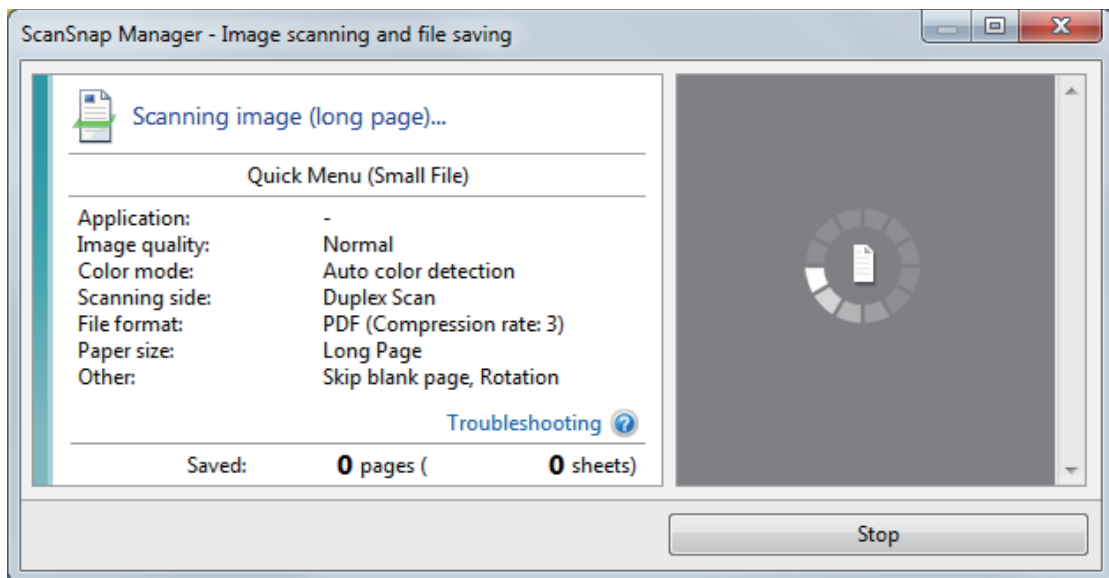 ScanSnap Manager - Image scanning and file saving
Scanning image (long page)...
Quick Menu (Small File)
Application: -
Image quality: Normal
Color mode: Auto color detection
Scanning side: Duplex Scan
File format: PDF (Compression rate: 3)
Paper size: Long Page
Other: Skip blank page, Rotation
Troubleshooting ?
Saved: 0 pages ( 0 sheets)
Stop